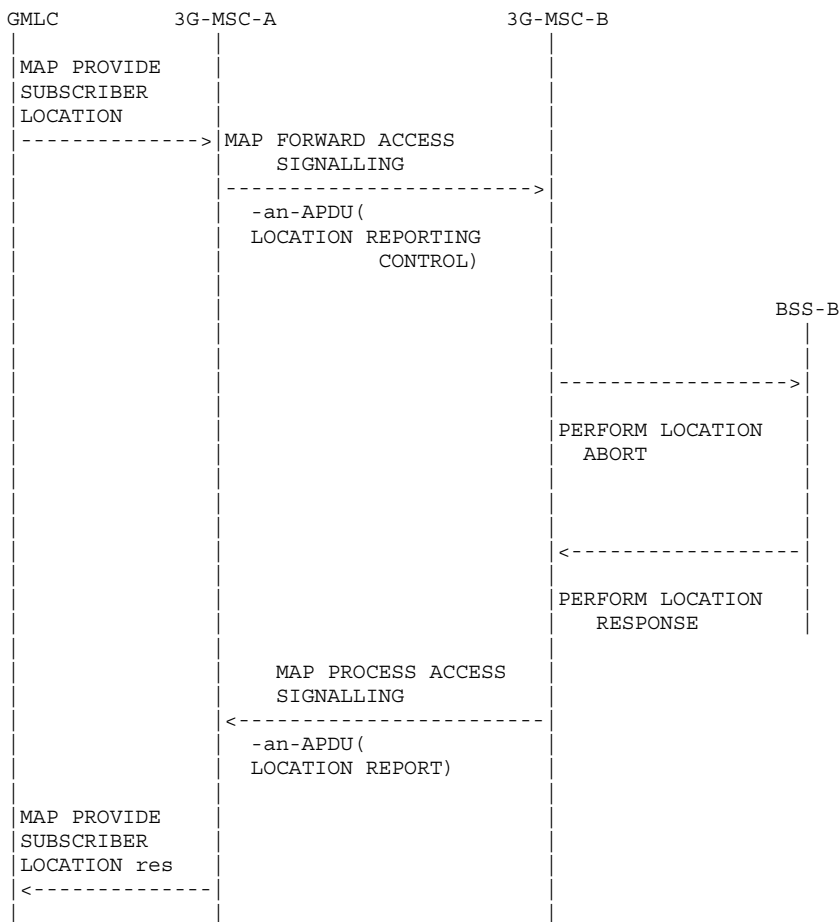 GMLC 3G-MSC-A 3G-MSC-B
MAP PROVIDE
SUBSCRIBER
LOCATION
MAP FORWARD ACCESS
SIGNALLING
-an-APDU(
LOCATION REPORTING
CONTROL)
BSS-B
PERFORM LOCATION
ABORT
PERFORM LOCATION
RESPONSE
MAP PROCESS ACCESS
SIGNALLING
-an-APDU(
LOCATION REPORT)
MAP PROVIDE
SUBSCRIBER
LOCATION res